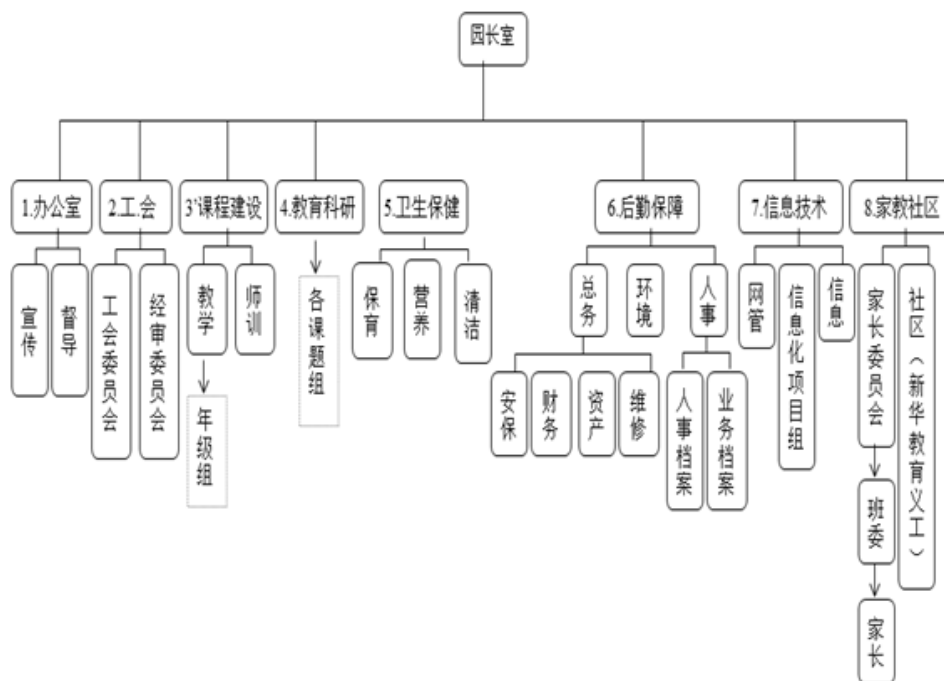 园长室
1.办公室
2.工.会
3'课程建设
4.教育科研
5.卫生保健
6.后勤保障
7.信息技术
8.家教社区
宣传
督导
工会委员会
经审委员会
教学
师训
各课题组
保育
营养
清洁
总务
环境
人事
网管
信息化项目组
信息
家长委员会
社区（新华教育义工）
年级组
安保
财务
资产
维修
人事档案
业务档案
班委
家长